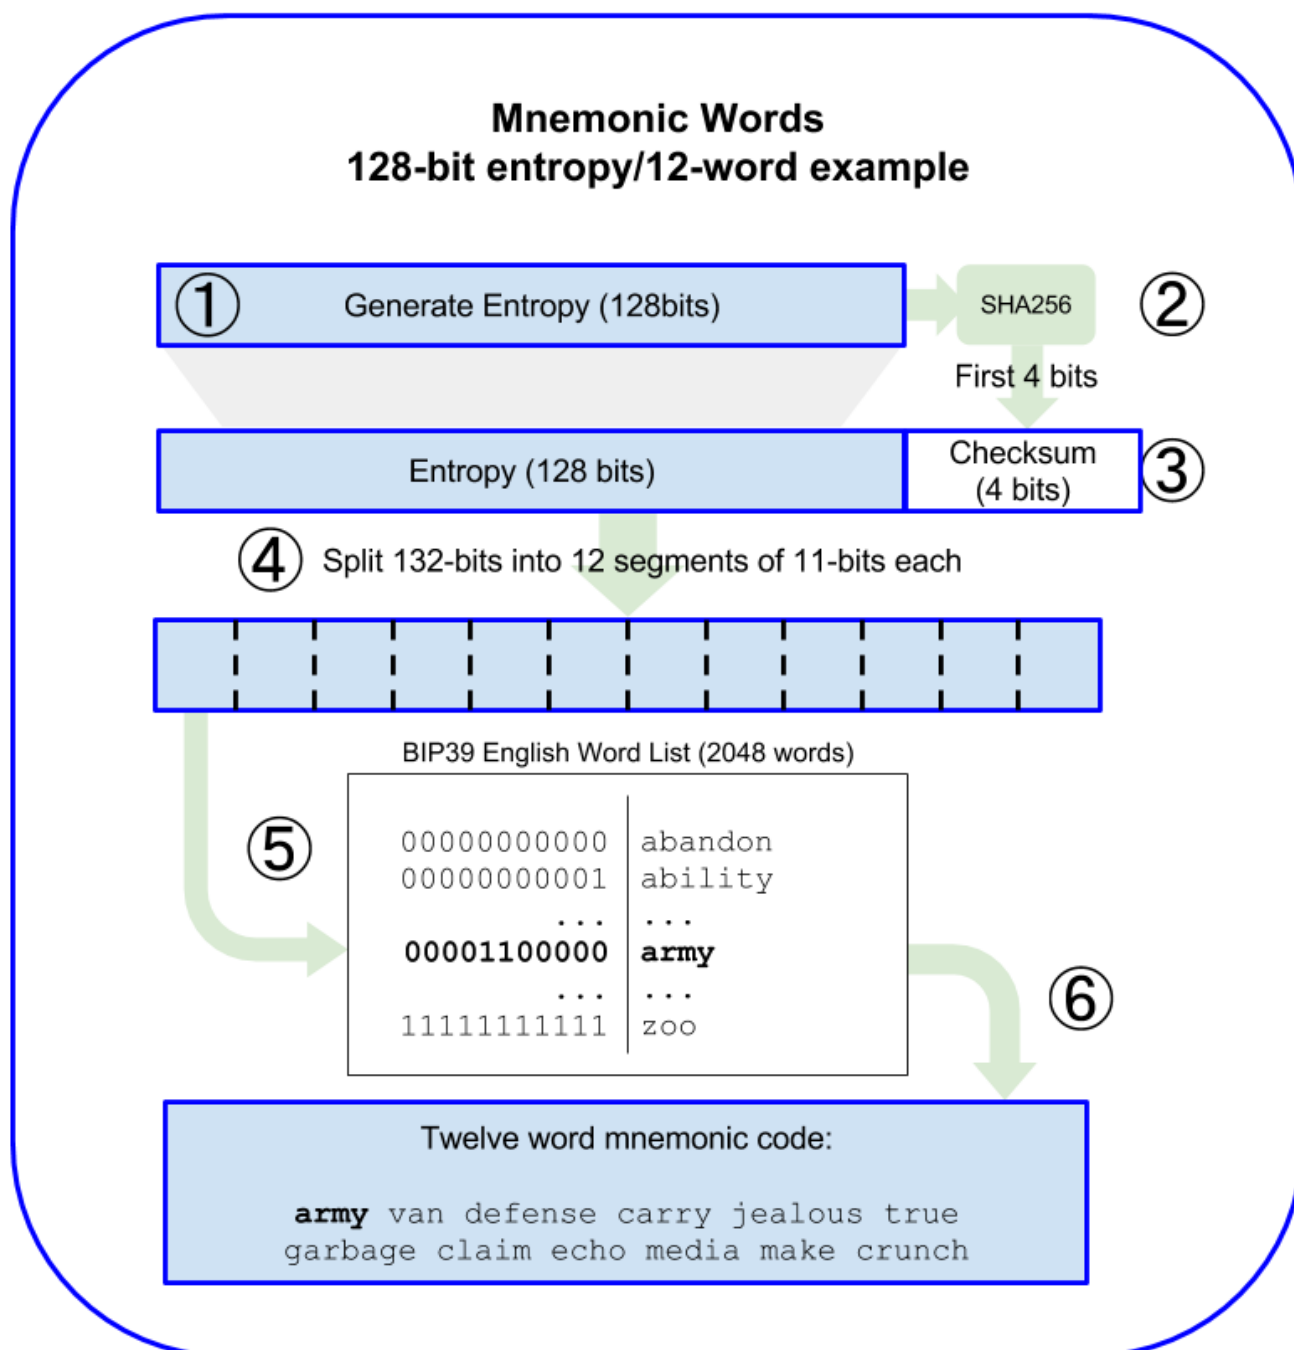 Mnemonic Words
128-bit entropy/12-word example
① Generate Entropy (128bits)
SHA256
②
First 4 bits
Entropy (128 bits)
Checksum
(4 bits)
③
④ Split 132-bits into 12 segments of 11-bits each
BIP39 English Word List (2048 words)
⑤
00000000000 abandon
00000000001 ability
... ...
00001100000 army
... ...
11111111111 zoo
⑥
Twelve word mnemonic code:
army van defense carry jealous true
garbage claim echo media make crunch